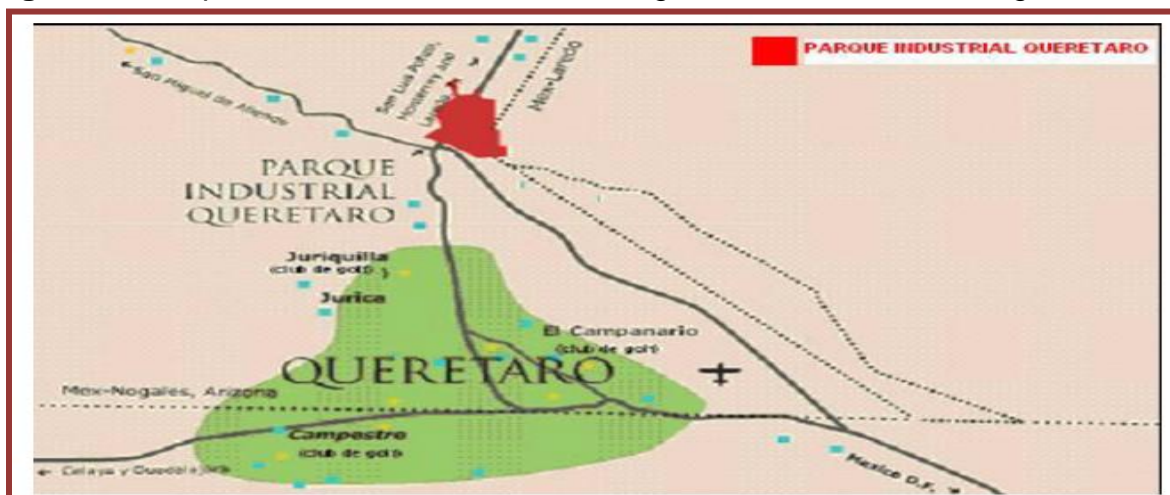 PARQUE INDUSTRIAL QUERETARO
San Luis Potosi,
Monterrey and
Laredo
Mex-Laredo
San Miguel de Allende
PARQUE
INDUSTRIAL
QUERETARO
Juriquilla
(club de golf)
Jurica
El Campanario
(club de golf)
QUERETARO
Mex-Nogales, Arizona
Campestre
(club de golf)
Celaya y Guadalajara
Mexico D.F.